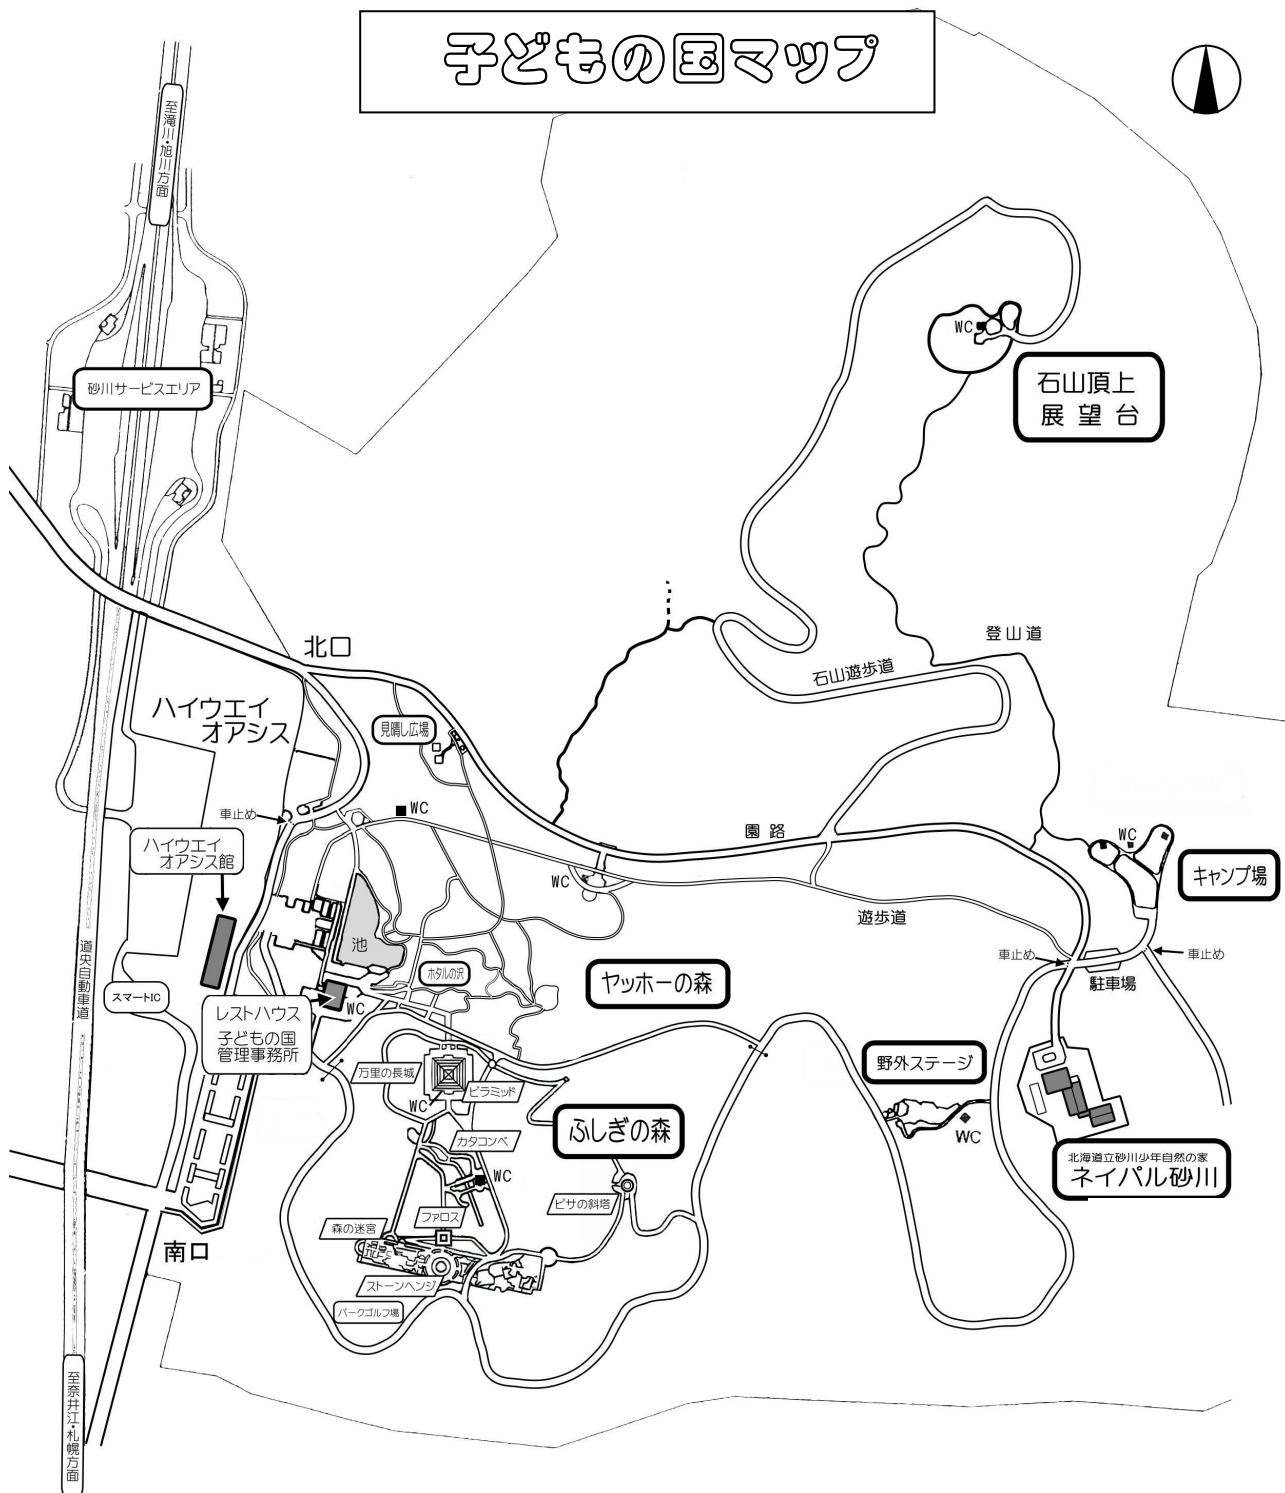 子どもの国マップ
至滝川・旭川方面
WC
石山頂上
展望台
砂川サービスエリア
登山道
北口
石山遊歩道
ハイウエイ
オアシス
見晴し広場
WC
車止め
園路
ハイウエイ
オアシス館
WC
キャンプ場
WC
遊歩道
池
道央自動車道
車止め
車止め
ホタルの沢
ヤッホーの森
駐車場
スマートIC
レストハウス
子どもの国
管理事務所
WC
野外ステージ
万里の長城
ピラミッド
WC
ふしぎの森
WC
カタコンベ
北海道立砂川少年自然の家
ネイパル砂川
WC
ピサの斜塔
ファロス
森の迷宮
南口
ストーンヘンジ
パークゴルフ場
至奈井江・札幌方面